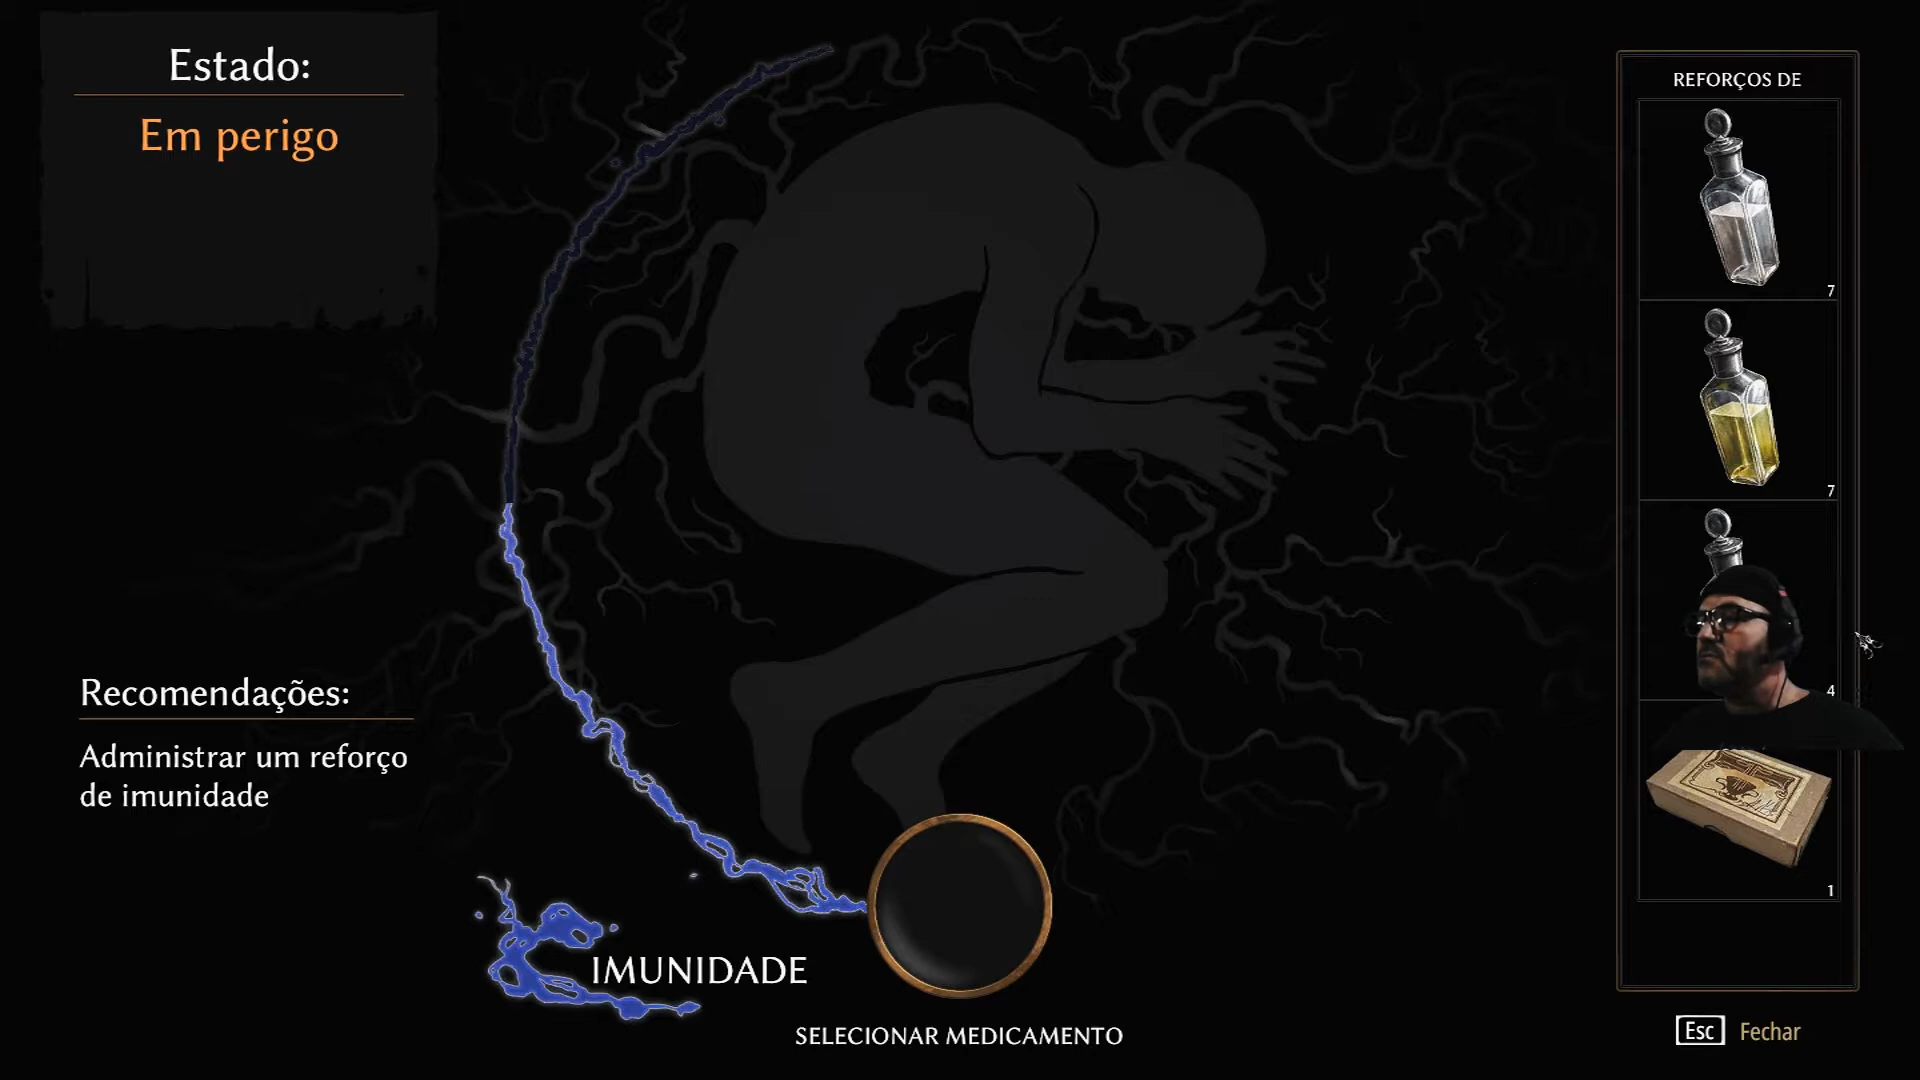 Estado:
Em perigo
REFORÇOS DE
7
7
4
1
Recomendações:
Administrar um reforço
de imunidade
IMUNIDADE
SELECIONAR MEDICAMENTO
Esc Fechar